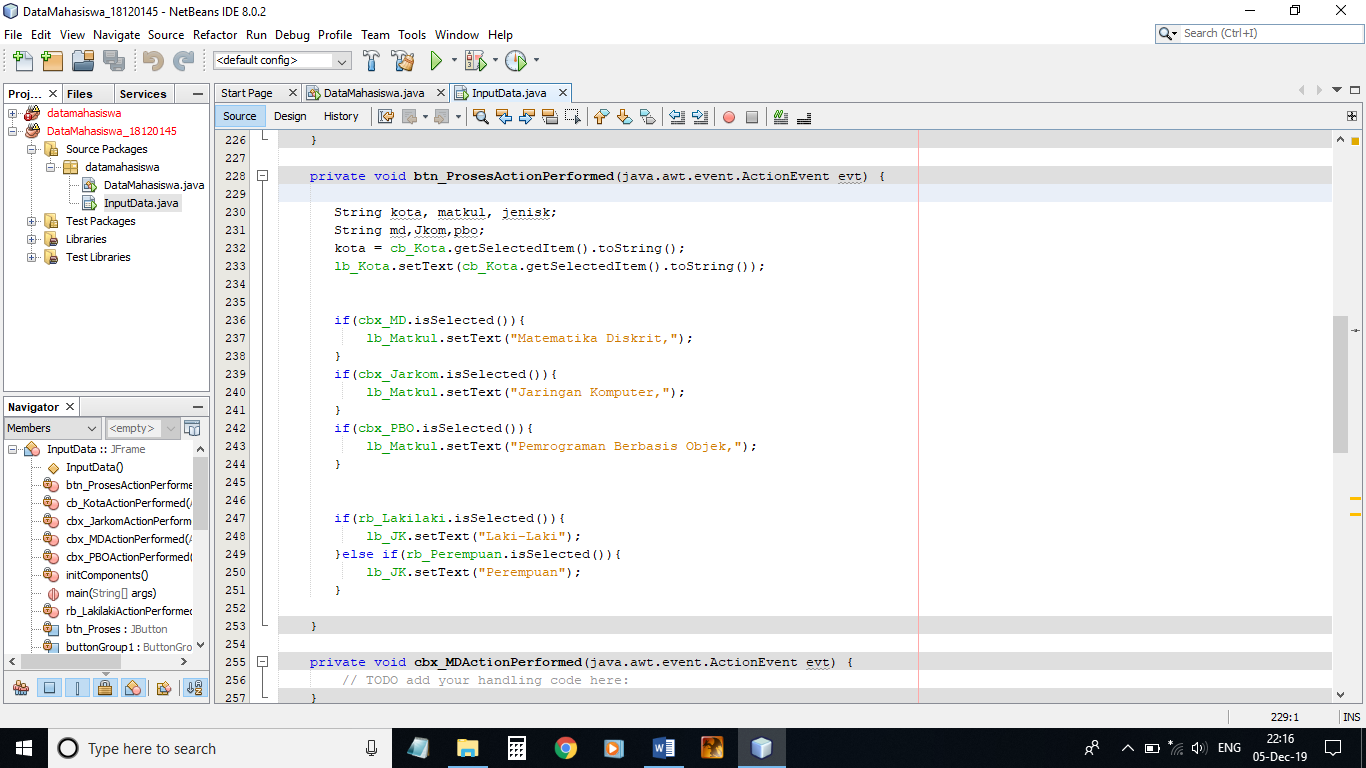 DataMahasiswa_18120145 - NetBeans IDE 8.0.2
File Edit View Navigate Source Refactor Run Debug Profile Team Tools Window Help
Search (Ctrl+I)
<default config>
Proj... Files Services
datamahasiswa
DataMahasiswa_18120145
Source Packages
datamahasiswa
DataMahasiswa.java
InputData.java
Test Packages
Libraries
Test Libraries
Navigator
Members <empty>
InputData :: JFrame
InputData()
btn_ProsesActionPerforme
cb_KotaActionPerformed(
cbx_JarkomActionPerform
cbx_MDActionPerformed(
cbx_PBOActionPerformed(
initComponents()
main(String[] args)
rb_LakilakiActionPerformed
btn_Proses : JButton
buttonGroup1 : ButtonGro
Start Page DataMahasiswa.java InputData.java
Source Design History
226 }
227
228 private void btn_ProsesActionPerformed(java.awt.event.ActionEvent evt) {
229
230 String kota, matkul, jenisk;
231 String md,Jkom,pbo;
232 kota = cb_Kota.getSelectedItem().toString();
233 lb_Kota.setText(cb_Kota.getSelectedItem().toString());
234
235
236 if(cbx_MD.isSelected()){
237 lb_Matkul.setText("Matematika Diskrit,");
238 }
239 if(cbx_Jarkom.isSelected()){
240 lb_Matkul.setText("Jaringan Komputer,");
241 }
242 if(cbx_PBO.isSelected()){
243 lb_Matkul.setText("Pemrograman Berbasis Objek,");
244 }
245
246
247 if(rb_Lakilaki.isSelected()){
248 lb_JK.setText("Laki-Laki");
249 }else if(rb_Perempuan.isSelected()){
250 lb_JK.setText("Perempuan");
251 }
252
253 }
254
255 private void cbx_MDActionPerformed(java.awt.event.ActionEvent evt) {
256 // TODO add your handling code here:
257 }
229:1 INS
Type here to search
ENG
22:16
05-Dec-19